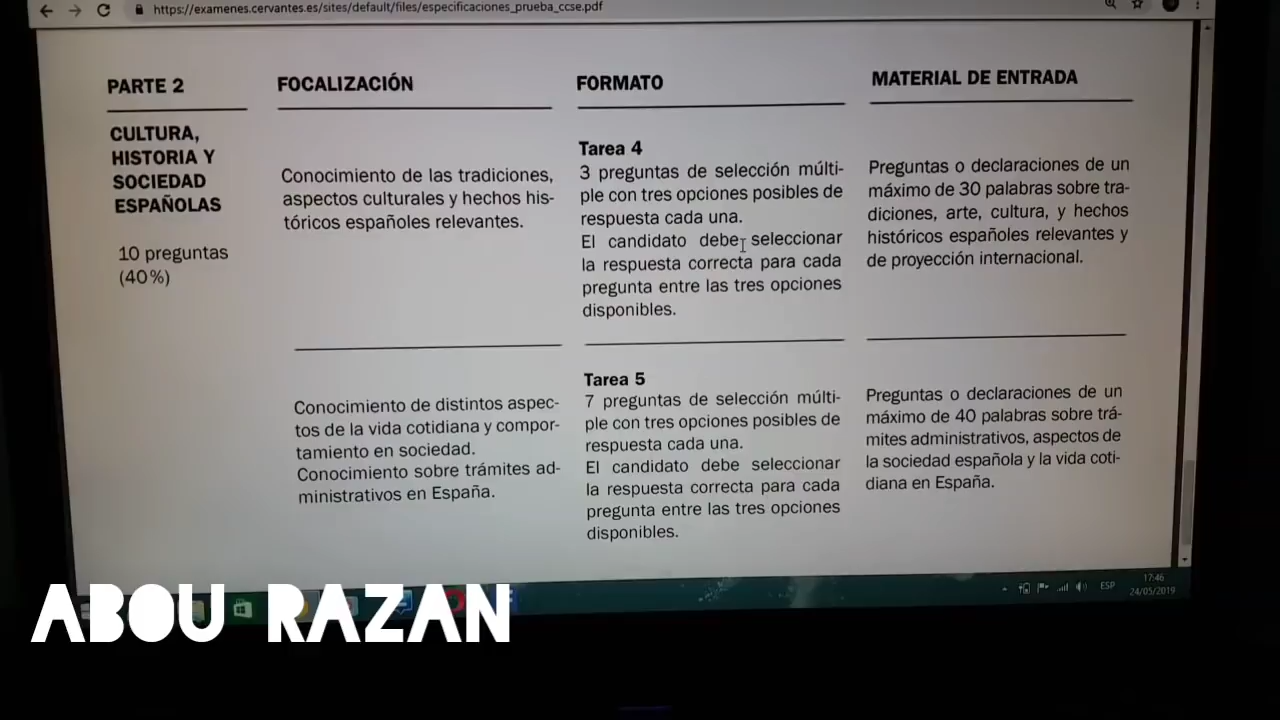 https://examenes.cervantes.es/sites/default/files/especificaciones_prueba_ccse.pdf
PARTE 2
FOCALIZACIÓN
FORMATO
MATERIAL DE ENTRADA
CULTURA,
HISTORIA Y
SOCIEDAD
ESPAÑOLAS
10 preguntas
(40%)
Conocimiento de las tradiciones,
aspectos culturales y hechos his-
tóricos españoles relevantes.
Tarea 4
3 preguntas de selección múlti-
ple con tres opciones posibles de
respuesta cada una.
El candidato debe seleccionar
la respuesta correcta para cada
pregunta entre las tres opciones
disponibles.
Preguntas o declaraciones de un
máximo de 30 palabras sobre tra-
diciones, arte, cultura, y hechos
históricos españoles relevantes y
de proyección internacional.
Conocimiento de distintos aspec-
tos de la vida cotidiana y compor-
tamiento en sociedad.
Conocimiento sobre trámites ad-
ministrativos en España.
Tarea 5
7 preguntas de selección múlti-
ple con tres opciones posibles de
respuesta cada una.
El candidato debe seleccionar
la respuesta correcta para cada
pregunta entre las tres opciones
disponibles.
Preguntas o declaraciones de un
máximo de 40 palabras sobre trá-
mites administrativos, aspectos de
la sociedad española y la vida coti-
diana en España.
ESP
17:46
24/05/2019
ABOU RAZAN